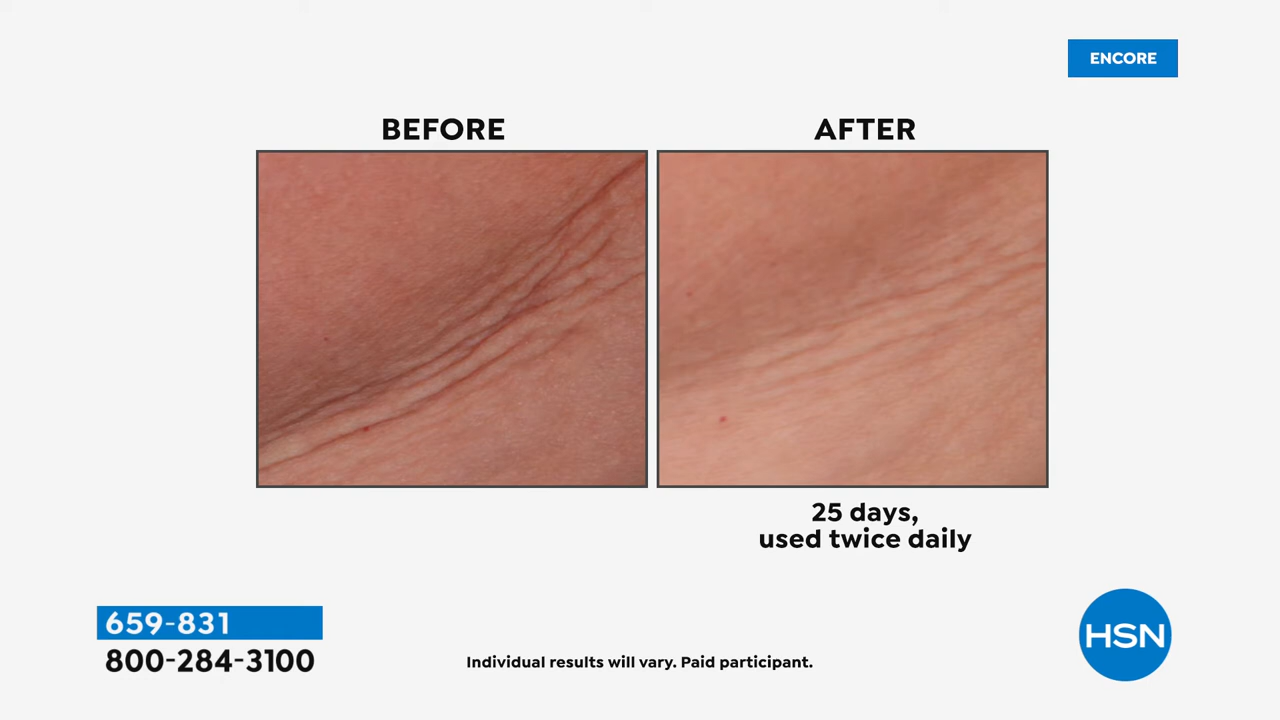 ENCORE
BEFORE
AFTER
25 days,
used twice daily
659-831
800-284-3100
Individual results will vary. Paid participant.
HSN